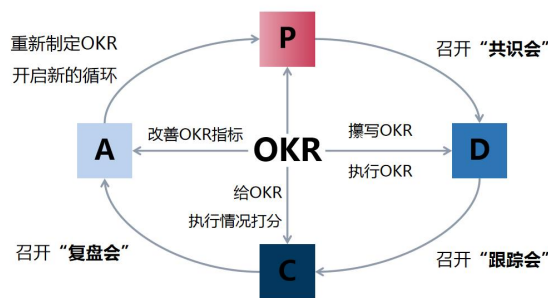 重新制定OKR
开启新的循环
P
召开“共识会”
A
改善OKR指标
OKR
撰写OKR
执行OKR
D
给OKR
执行情况打分
召开“复盘会”
C
召开“跟踪会”